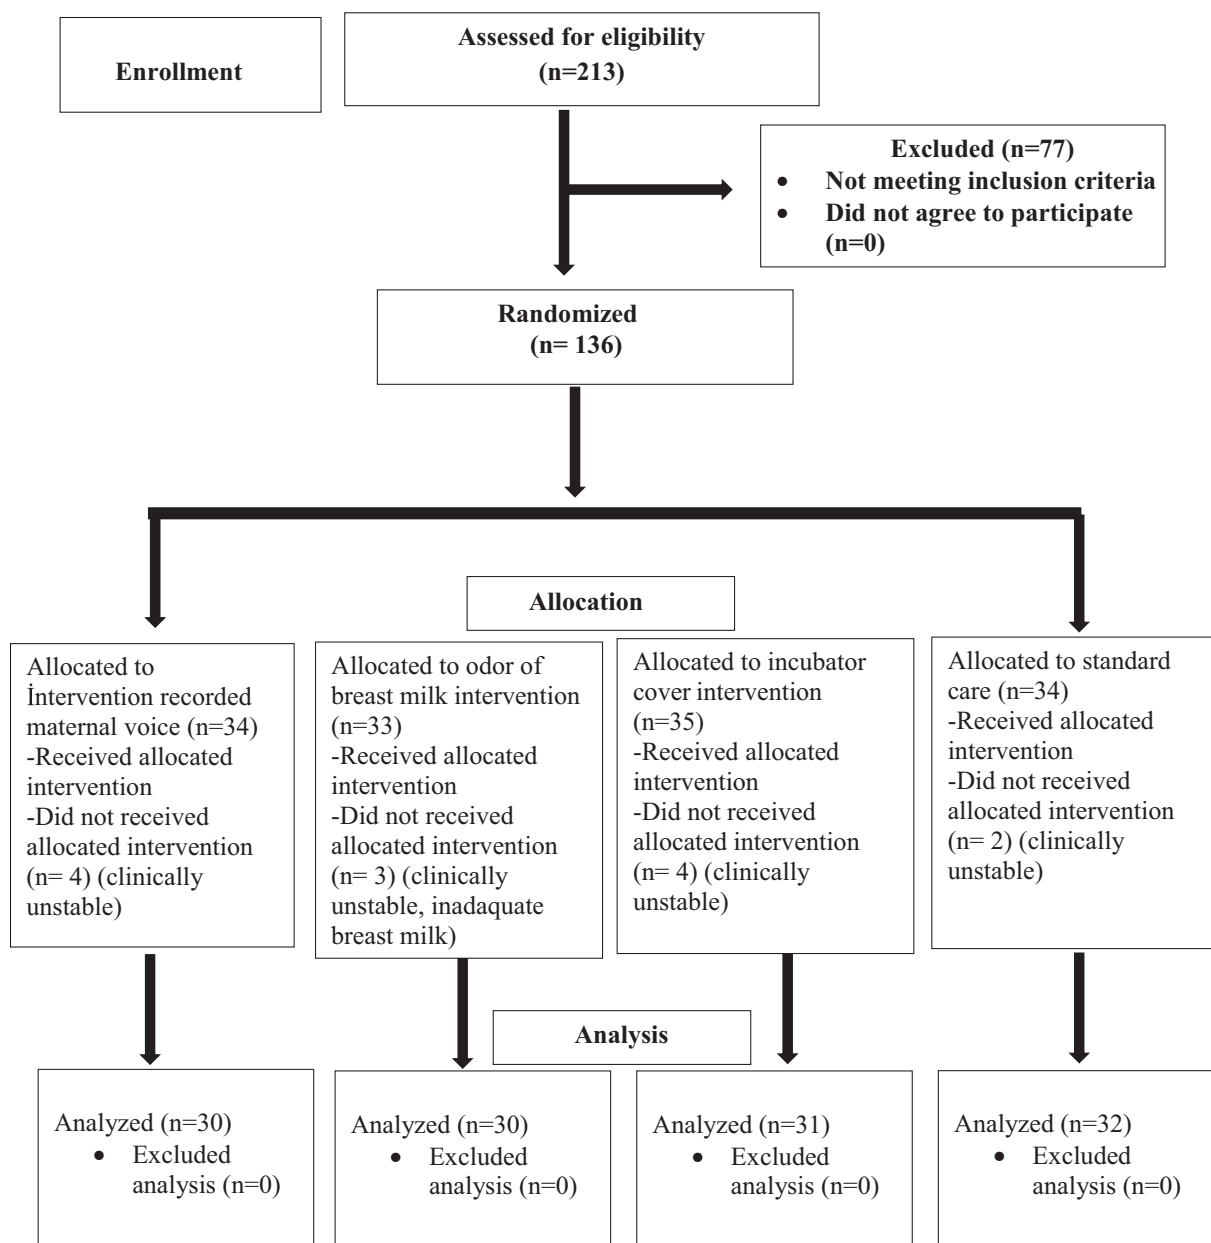 Enrollment
Assessed for eligibility
(n=213)
Excluded (n=77)
• Not meeting inclusion criteria
• Did not agree to participate
(n=0)
Randomized
(n= 136)
Allocation
Allocated to
İntervention recorded
maternal voice (n=34)
-Received allocated
intervention
-Did not received
allocated intervention
(n= 4) (clinically
unstable)
Allocated to odor of
breast milk intervention
(n=33)
-Received allocated
intervention
-Did not received
allocated intervention
(n= 3) (clinically
unstable, inadaquate
breast milk)
Allocated to incubator
cover intervention
(n=35)
-Received allocated
intervention
-Did not received
allocated intervention
(n= 4) (clinically
unstable)
Allocated to standard
care (n=34)
-Received allocated
intervention
-Did not received
allocated intervention
(n= 2) (clinically
unstable)
Analysis
Analyzed (n=30)
• Excluded
analysis (n=0)
Analyzed (n=30)
• Excluded
analysis (n=0)
Analyzed (n=31)
• Excluded
analysis (n=0)
Analyzed (n=32)
• Excluded
analysis (n=0)